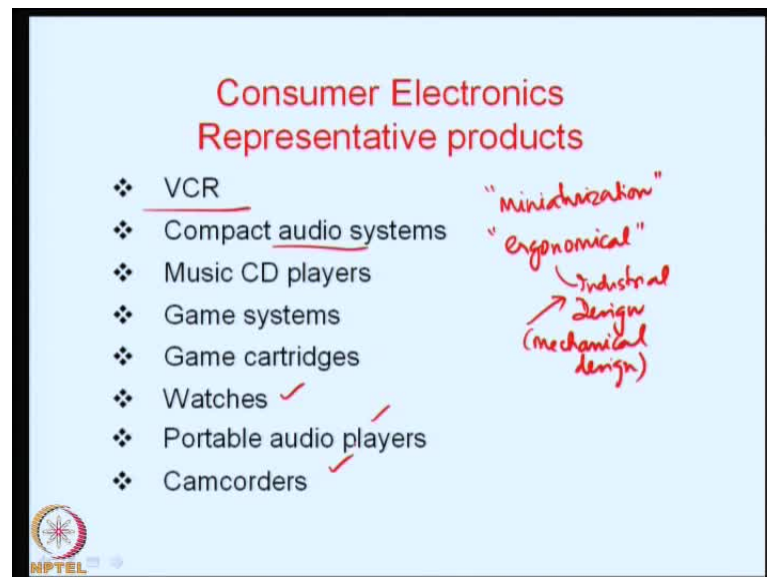 Consumer Electronics
Representative products
❖ VCR
❖ Compact audio systems
❖ Music CD players
❖ Game systems
❖ Game cartridges
❖ Watches
❖ Portable audio players
❖ Camcorders
"miniaturization"
"ergonomical"
Industrial
Design
(mechanical
design)
NPTEL